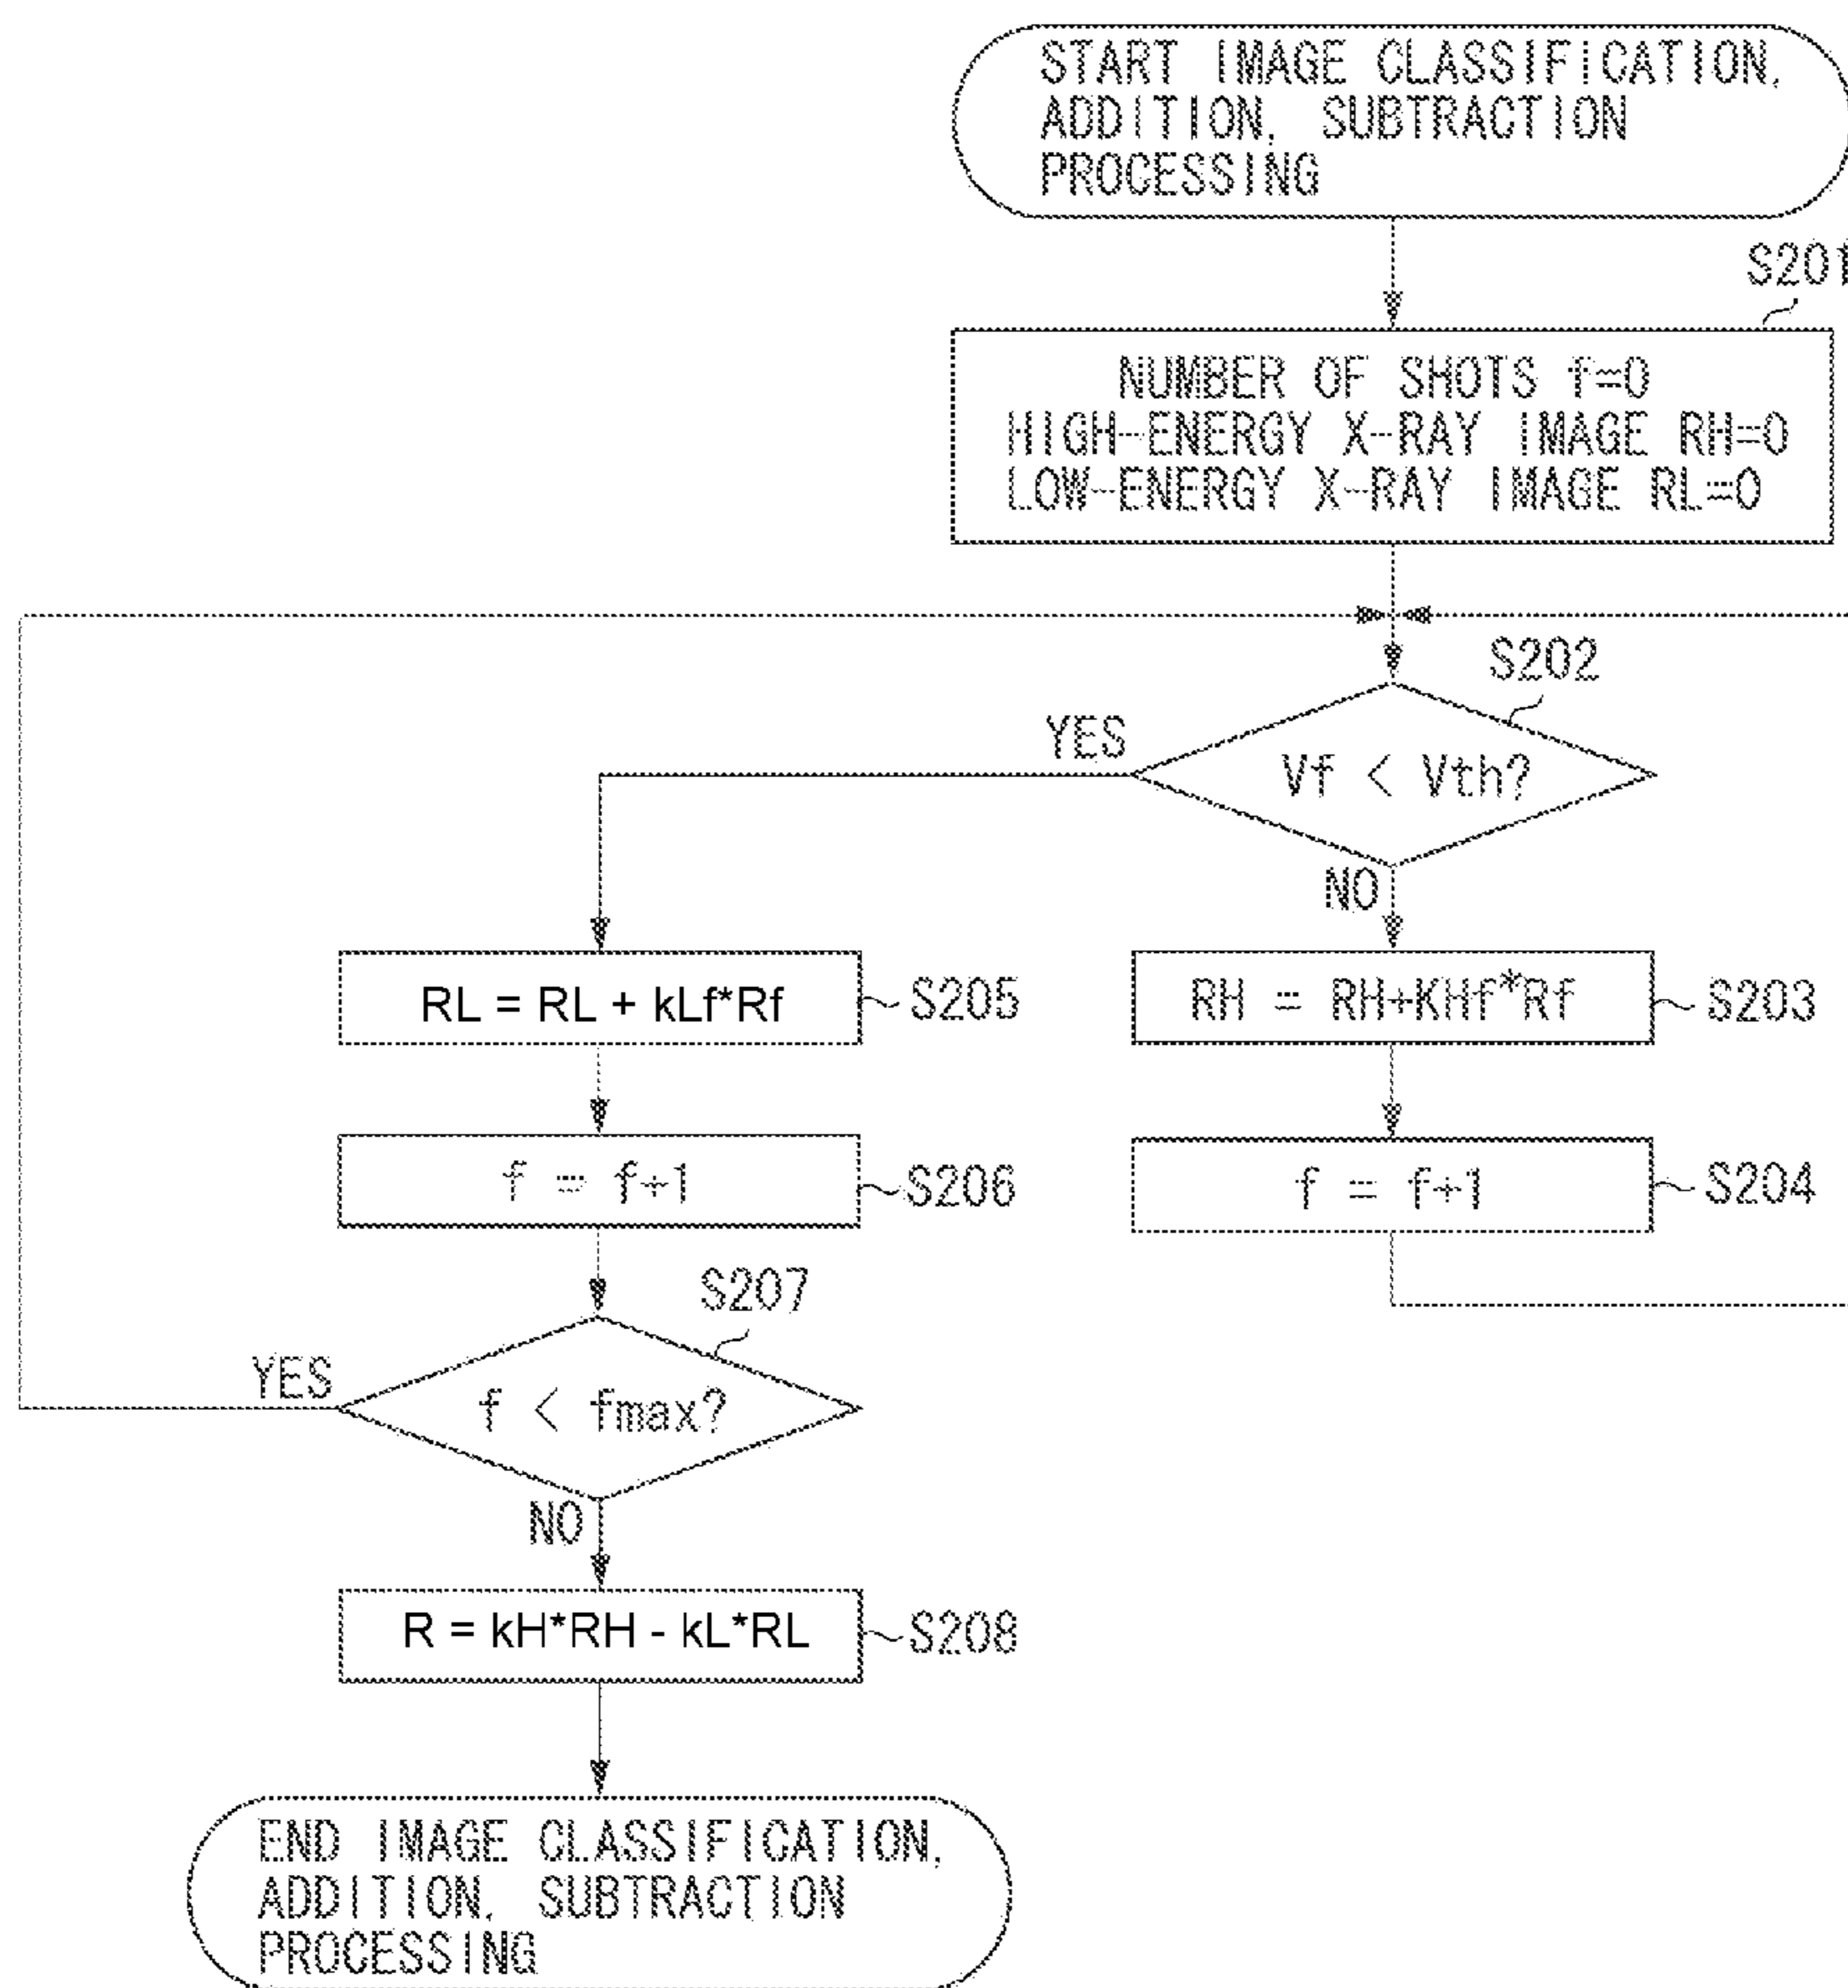 START IMAGE CLASSIFICATION,
ADDITION, SUBTRACTION
PROCESSING
S201
NUMBER OF SHOTS f=0
HIGH-ENERGY X-RAY IMAGE RH=0
LOW-ENERGY X-RAY IMAGE RL=0
S202
YES
Vf < Vth?
NO
RL = RL + kLf*Rf
S205
RH = RH+KHf*Rf
S203
f = f+1
S206
f = f+1
S204
S207
YES
f < fmax?
NO
R = kH*RH - kL*RL
S208
END IMAGE CLASSIFICATION,
ADDITION, SUBTRACTION
PROCESSING